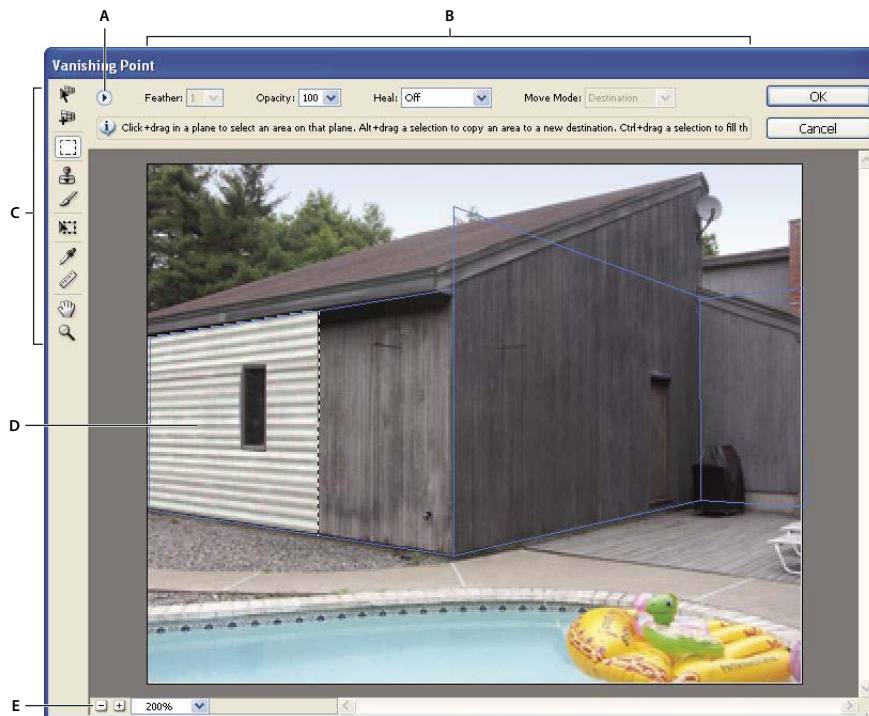 A
B
Vanishing Point
Feather: 1
Opacity: 100
Heal: Off
Move Mode: Destination
OK
Click+drag in a plane to select an area on that plane. Alt+drag a selection to copy an area to a new destination. Ctrl+drag a selection to fill th
Cancel
C
D
E
200%